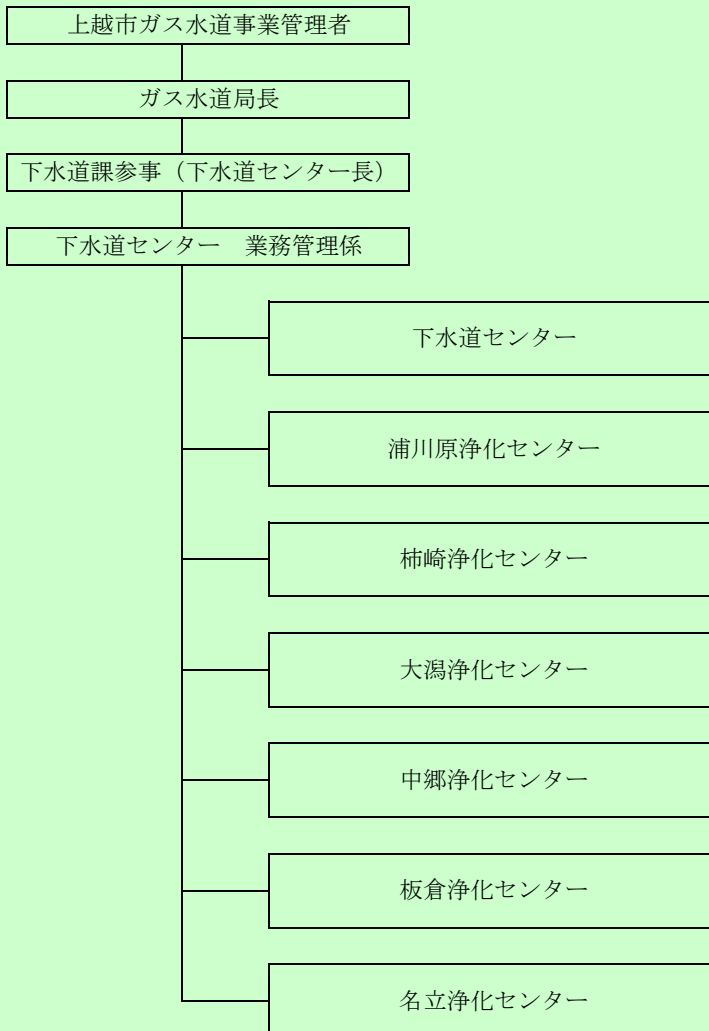 上越市ガス水道事業管理者
ガス水道局長
下水道課参事（下水道センター長）
下水道センター　業務管理係
下水道センター
浦川原浄化センター
柿崎浄化センター
大潟浄化センター
中郷浄化センター
板倉浄化センター
名立浄化センター